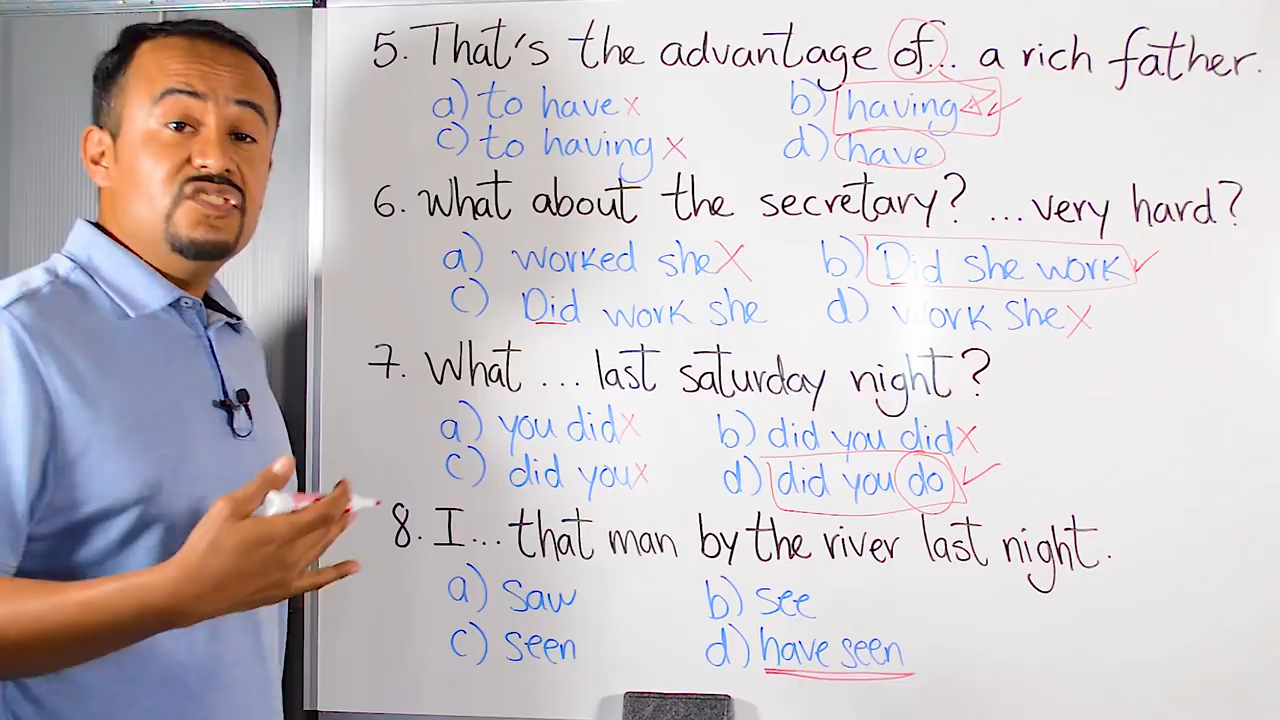 5. That's the advantage of... a rich father.
a) to have x b) having ✓
c) to having x d) have
6. What about the secretary? ...very hard?
a) worked she X b) Did she work ✓
c) Did work she d) work she X
7. What ... last saturday night?
a) you did x b) did you did X
c) did you x d) did you do ✓
8. I... that man by the river last night.
a) saw b) see
c) seen d) have seen